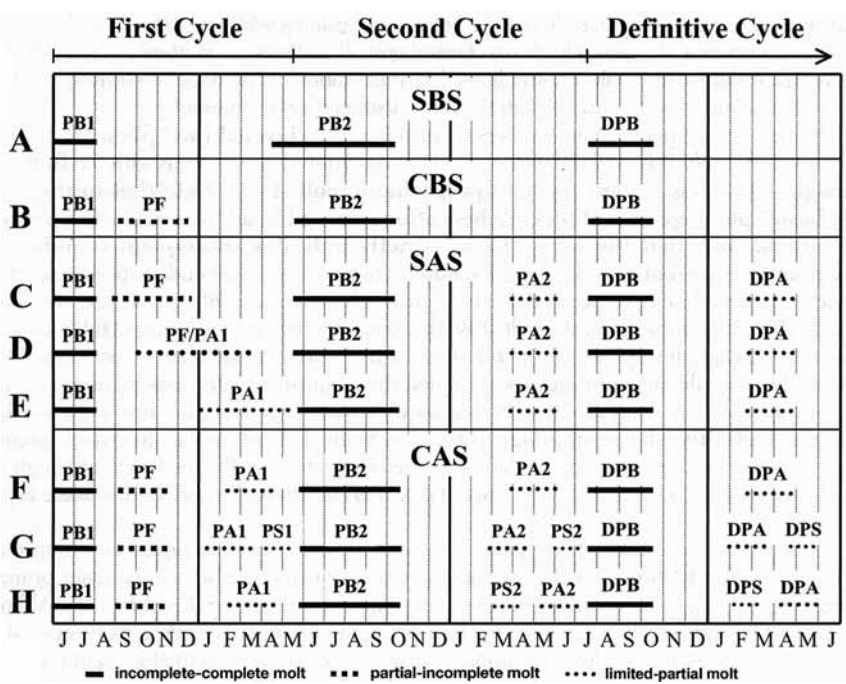 First Cycle Second Cycle Definitive Cycle
SBS
A PB1 PB2 DPB
CBS
B PB1 PF PB2 DPB
SAS
C PB1 PF PB2 PA2 DPB DPA
D PB1 PF/PA1 PB2 PA2 DPB DPA
E PB1 PA1 PB2 PA2 DPB DPA
CAS
F PB1 PF PA1 PB2 PA2 DPB DPA
G PB1 PF PA1 PS1 PB2 PA2 PS2 DPB DPA DPS
H PB1 PF PA1 PB2 PS2 PA2 DPB DPS DPA
J J A S O N D J F M A M J J A S O N D J F M A M J J A S O N D J F M A M J
incomplete-complete molt partial-incomplete molt limited-partial molt